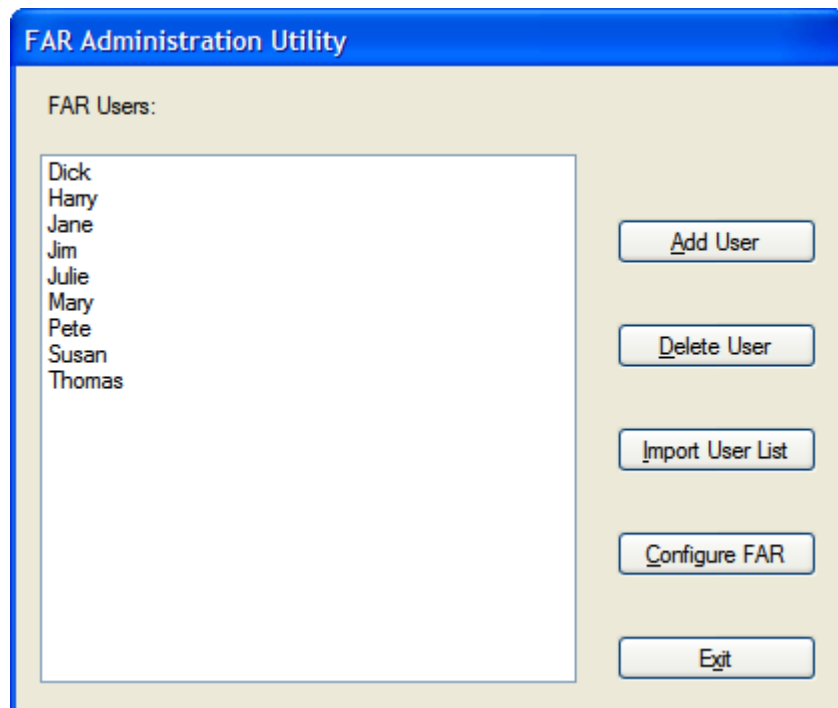 FAR Administration Utility
FAR Users:
Dick
Harry
Jane
Jim
Julie
Mary
Pete
Susan
Thomas
Add User
Delete User
Import User List
Configure FAR
Exit